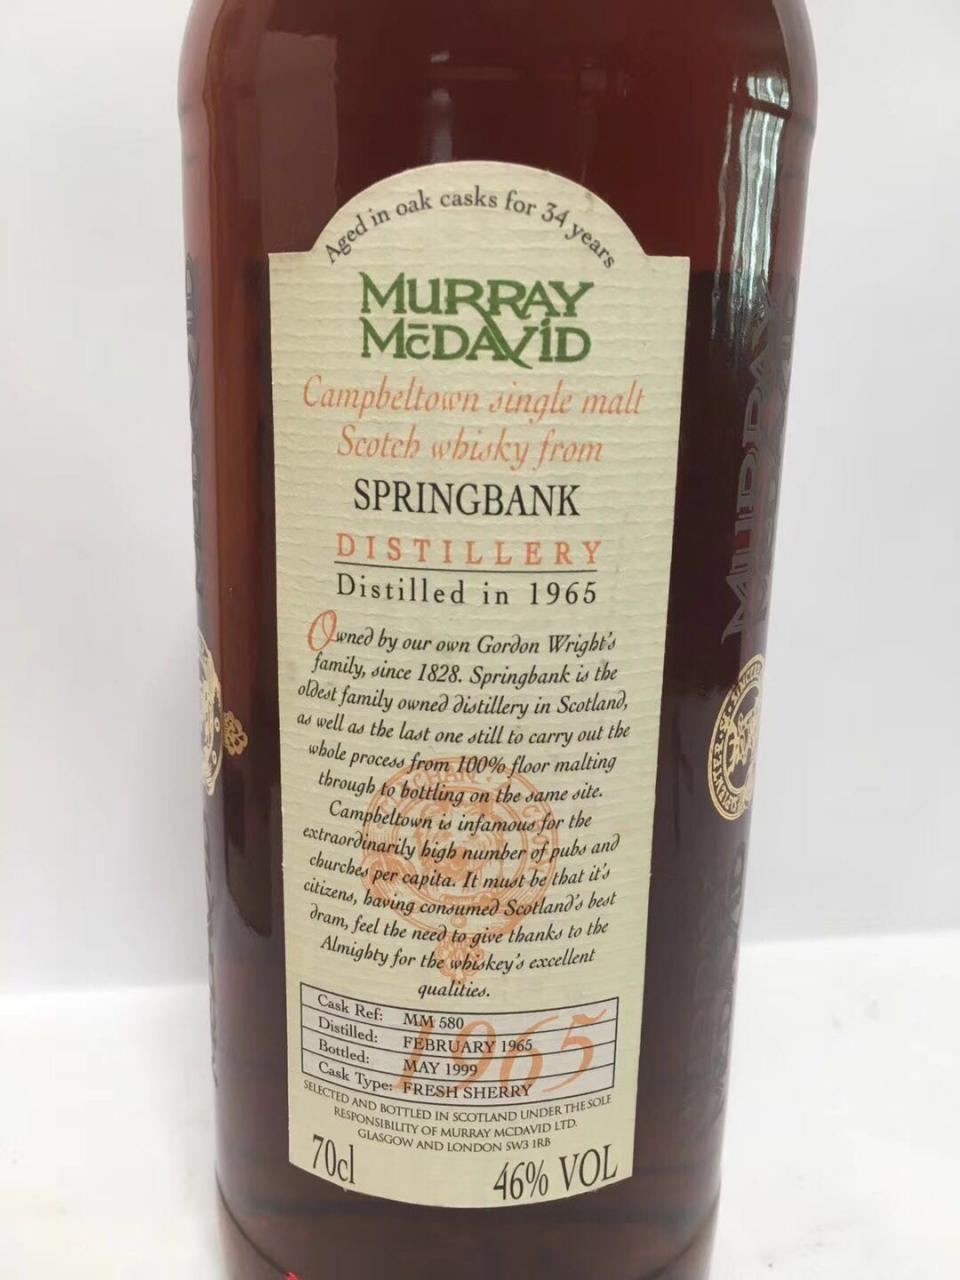 Aged in oak casks for 34 years
MURRAY
McDAVID
Campbeltown single malt
Scotch whisky from
SPRINGBANK
DISTILLERY
Distilled in 1965
Owned by our own Gordon Wright's
family, since 1828. Springbank is the
oldest family owned distillery in Scotland,
as well as the last one still to carry out the
whole process from 100% floor malting
through to bottling on the same site.
Campbeltown is infamous for the
extraordinarily high number of pubs and
churches per capita. It must be that it's
citizens, having consumed Scotland's best
dram, feel the need to give thanks to the
Almighty for the whiskey's excellent
qualities.
1965
Cask Ref: MM 580
Distilled: FEBRUARY 1965
Bottled: MAY 1999
Cask Type: FRESH SHERRY
SELECTED AND BOTTLED IN SCOTLAND UNDER THE SOLE
RESPONSIBILITY OF MURRAY MCDAVID LTD.
GLASGOW AND LONDON SW3 1RB
70cl 46% VOL
MURRAY